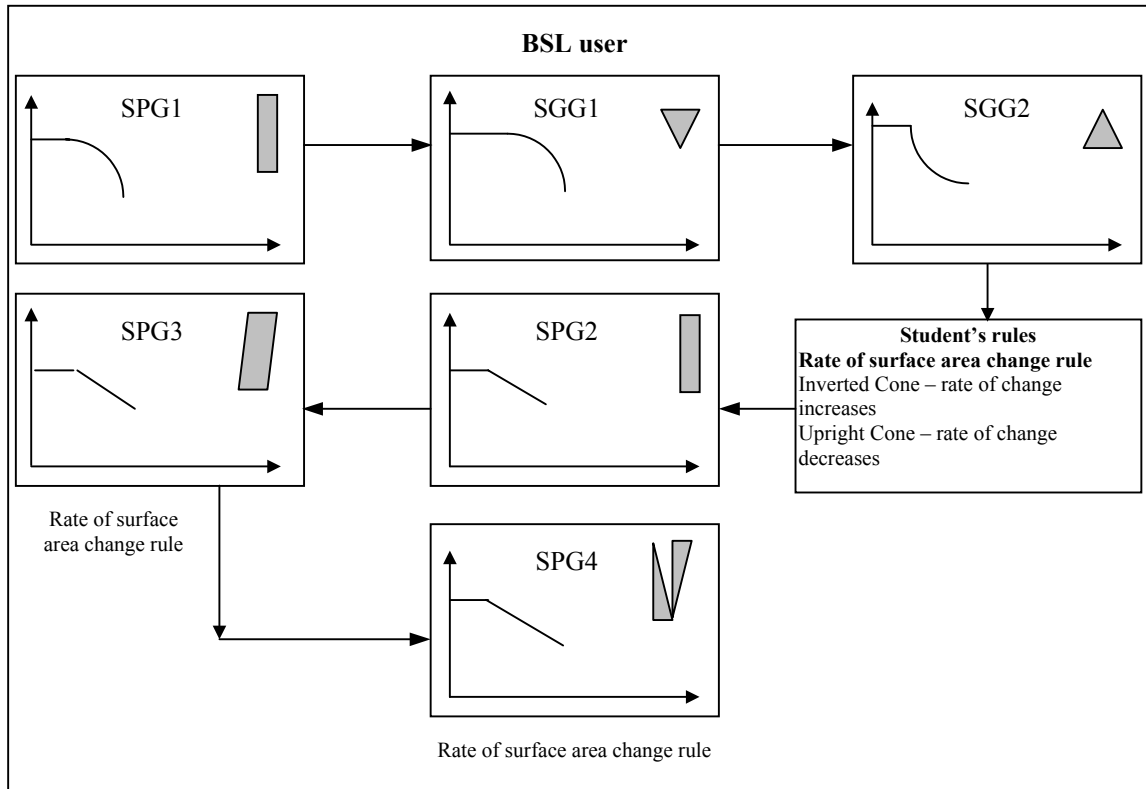 BSL user
SPG1
SGG1
SGG2
SPG3
SPG2
Student’s rules
Rate of surface area change rule
Inverted Cone – rate of change
increases
Upright Cone – rate of change
decreases
Rate of surface
area change rule
SPG4
Rate of surface area change rule